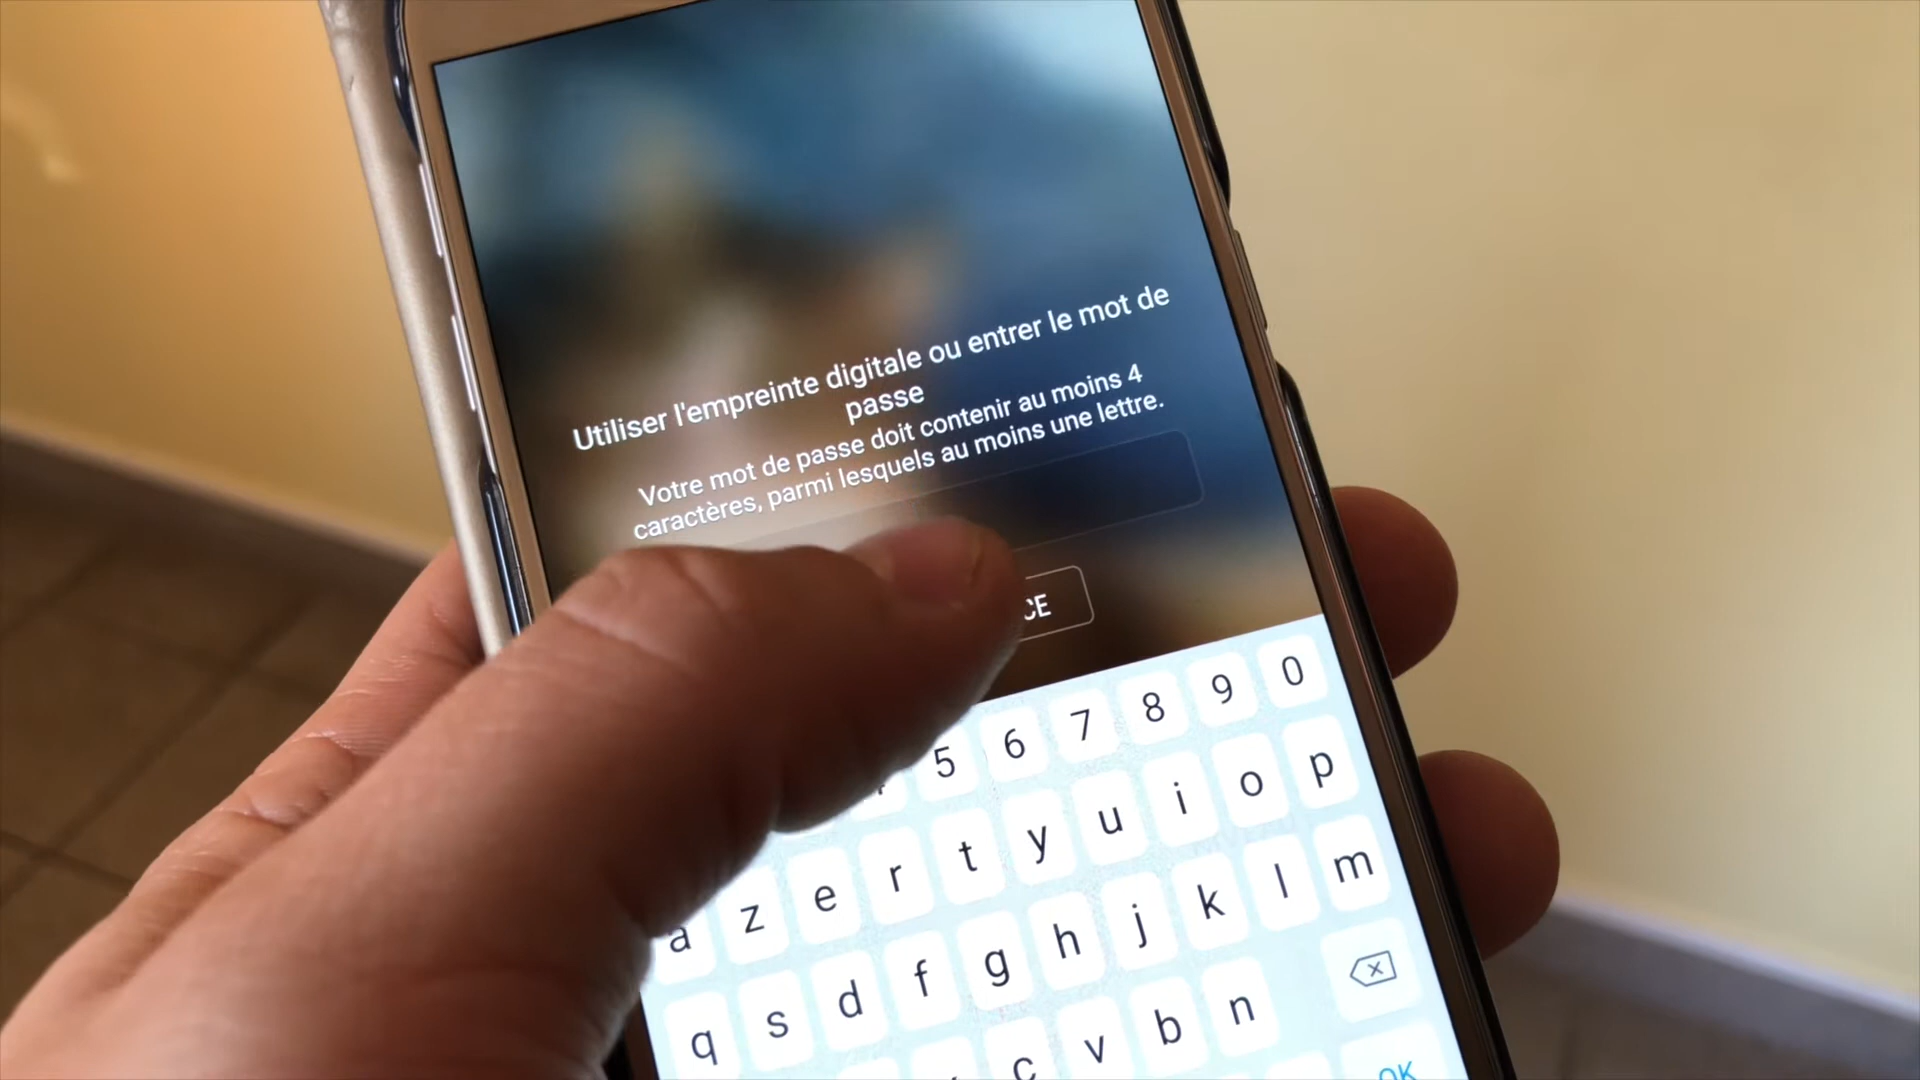 Utiliser l'empreinte digitale ou entrer le mot de
passe
Votre mot de passe doit contenir au moins 4
caractères, parmi lesquels au moins une lettre.
5 6 7 8 9 0
a z e r t y u i o p
q s d f g h j k l m
c v b n
OK